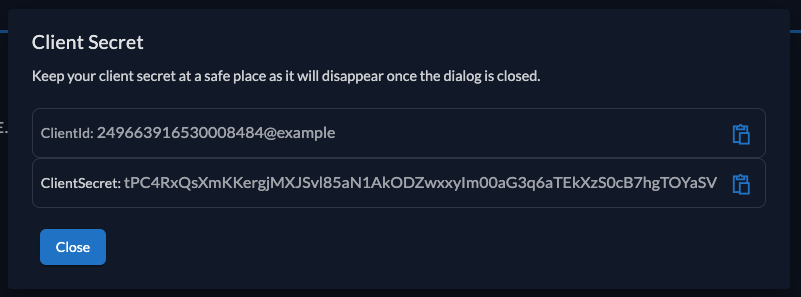 Client Secret
Keep your client secret at a safe place as it will disappear once the dialog is closed.
E.
ClientId: 249663916530008484@example
ClientSecret: tPC4RxQsXmKKergjMXJSvl85aN1AkODZwxxyIm00aG3q6aTEkXzS0cB7hgTOYaSV
Close